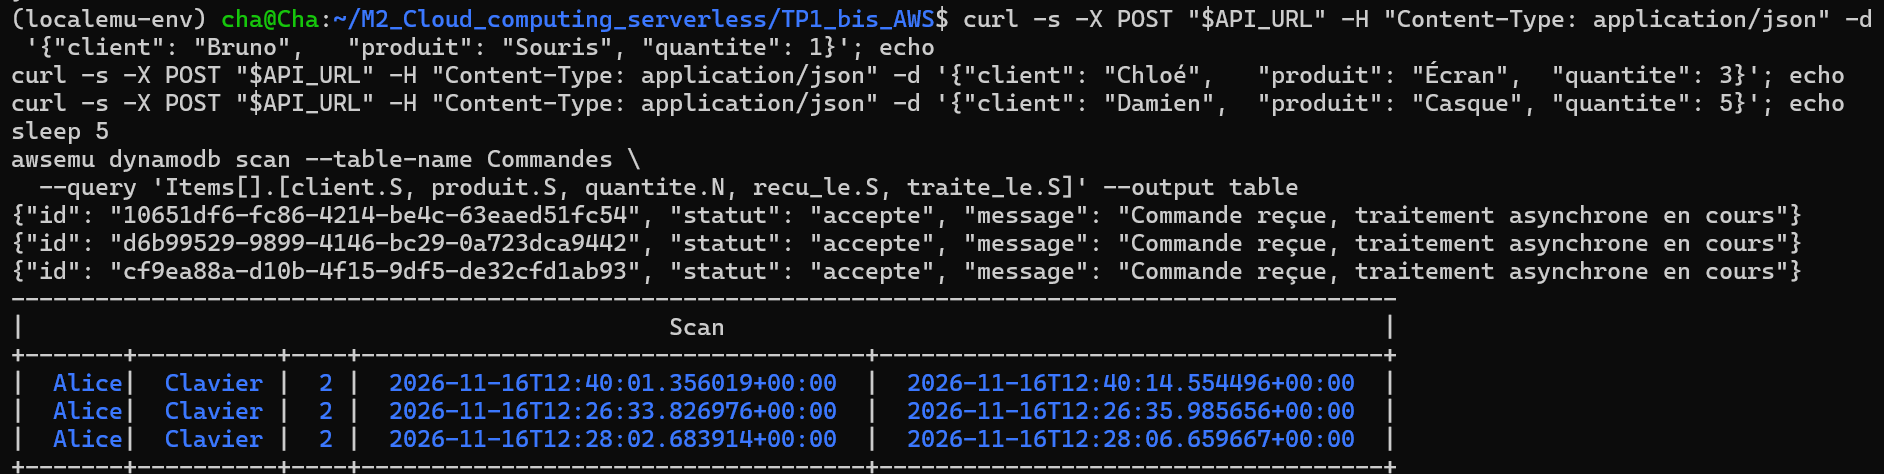 (localemu-env) cha@Cha:~/M2_Cloud_computing_serverless/TP1_bis_AWS$ curl -s -X POST "$API_URL" -H "Content-Type: application/json" -d
 '{"client": "Bruno",   "produit": "Souris", "quantite": 1}'; echo
curl -s -X POST "$API_URL" -H "Content-Type: application/json" -d '{"client": "Chloé",   "produit": "Écran",  "quantite": 3}'; echo
curl -s -X POST "$API_URL" -H "Content-Type: application/json" -d '{"client": "Damien",  "produit": "Casque", "quantite": 5}'; echo
sleep 5
awsemu dynamodb scan --table-name Commandes \
  --query 'Items[].[client.S, produit.S, quantite.N, recu_le.S, traite_le.S]' --output table
{"id": "10651df6-fc86-4214-be4c-63eaed51fc54", "statut": "accepte", "message": "Commande reçue, traitement asynchrone en cours"}
{"id": "d6b99529-9899-4146-bc29-0a723dca9442", "statut": "accepte", "message": "Commande reçue, traitement asynchrone en cours"}
{"id": "cf9ea88a-d10b-4f15-9df5-de32cfd1ab93", "statut": "accepte", "message": "Commande reçue, traitement asynchrone en cours"}
----------------------------------------------------------------------------------------------------
|                                               Scan                                               |
+-------+----------+----+------------------------------------+-------------------------------------+
|  Alice|  Clavier |  2 |  2026-11-16T12:40:01.356019+00:00  |  2026-11-16T12:40:14.554496+00:00  |
|  Alice|  Clavier |  2 |  2026-11-16T12:26:33.826976+00:00  |  2026-11-16T12:26:35.985656+00:00  |
|  Alice|  Clavier |  2 |  2026-11-16T12:28:02.683914+00:00  |  2026-11-16T12:28:06.659667+00:00  |
+-------+----------+----+------------------------------------+-------------------------------------+